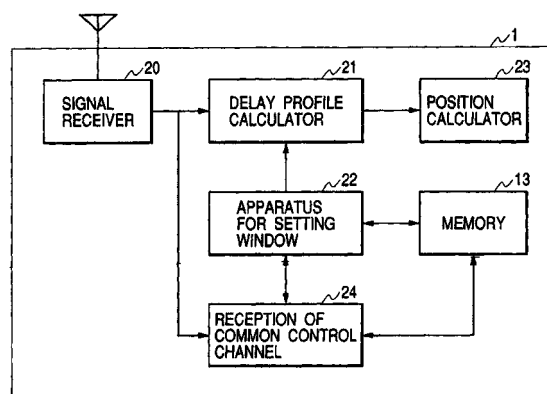 1
20
SIGNAL
RECEIVER
21
DELAY PROFILE
CALCULATOR
23
POSITION
CALCULATOR
22
APPARATUS
FOR SETTING
WINDOW
13
MEMORY
24
RECEPTION OF
COMMON CONTROL
CHANNEL